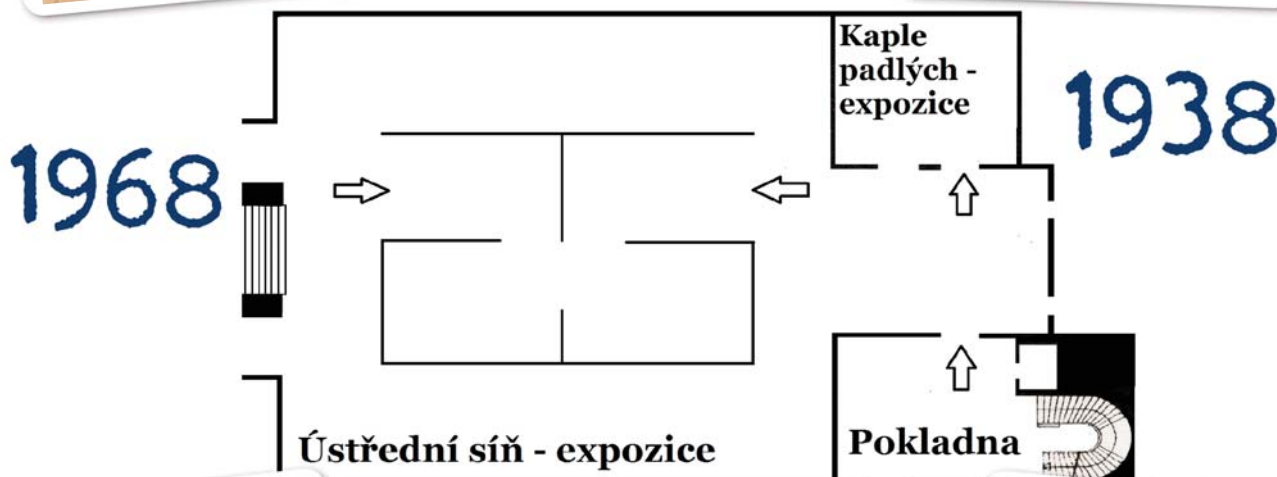 Kaple
padlých -
expozice
1938
1968
Ústřední síň - expozice
Pokladna